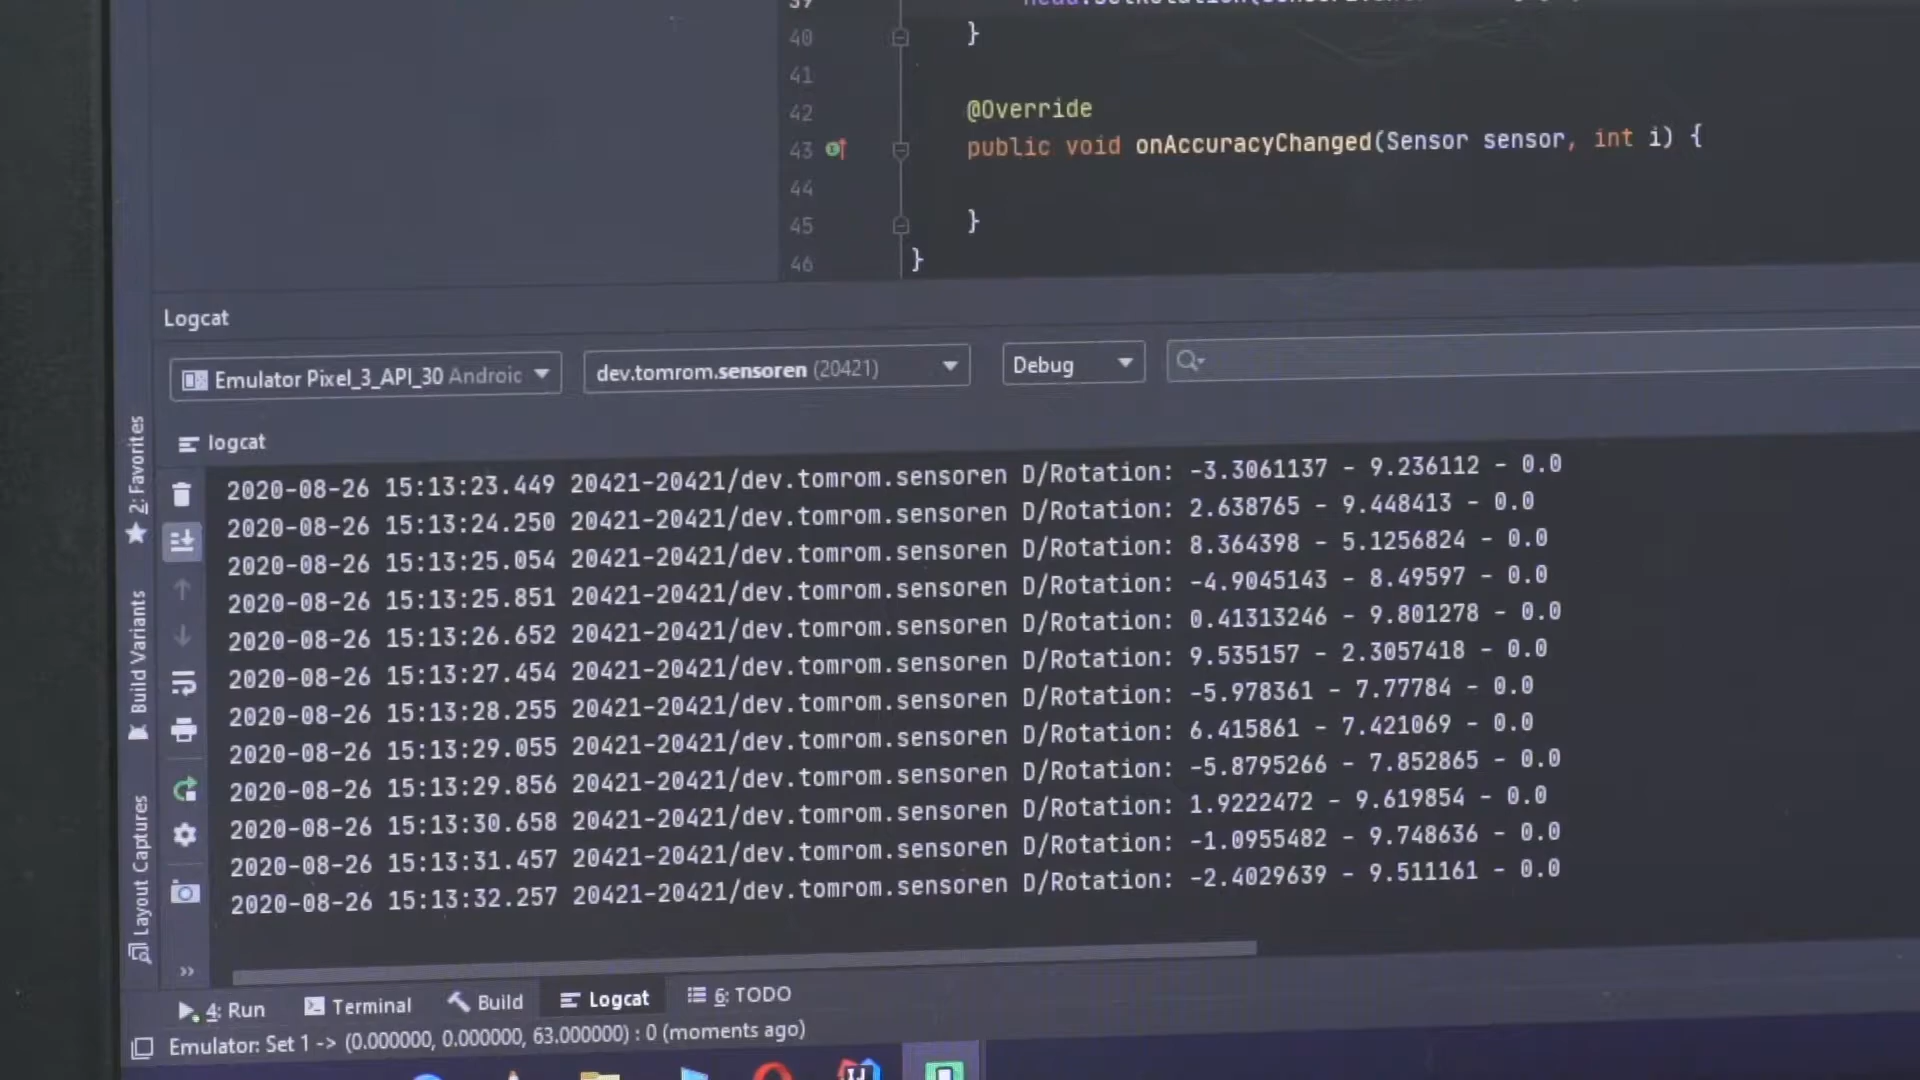 40 }
41
42 @Override
43 public void onAccuracyChanged(Sensor sensor, int i) {
44
45 }
46 }
Logcat
Emulator Pixel_3_API_30 Androic dev.tomrom.sensoren (20421) Debug
logcat
2020-08-26 15:13:23.449 20421-20421/dev.tomrom.sensoren D/Rotation: -3.3061137 - 9.236112 - 0.0
2020-08-26 15:13:24.250 20421-20421/dev.tomrom.sensoren D/Rotation: 2.638765 - 9.448413 - 0.0
2020-08-26 15:13:25.054 20421-20421/dev.tomrom.sensoren D/Rotation: 8.364398 - 5.1256824 - 0.0
2020-08-26 15:13:25.851 20421-20421/dev.tomrom.sensoren D/Rotation: -4.9045143 - 8.49597 - 0.0
2020-08-26 15:13:26.652 20421-20421/dev.tomrom.sensoren D/Rotation: 0.41313246 - 9.801278 - 0.0
2020-08-26 15:13:27.454 20421-20421/dev.tomrom.sensoren D/Rotation: 9.535157 - 2.3057418 - 0.0
2020-08-26 15:13:28.255 20421-20421/dev.tomrom.sensoren D/Rotation: -5.978361 - 7.77784 - 0.0
2020-08-26 15:13:29.055 20421-20421/dev.tomrom.sensoren D/Rotation: 6.415861 - 7.421069 - 0.0
2020-08-26 15:13:29.856 20421-20421/dev.tomrom.sensoren D/Rotation: -5.8795266 - 7.852865 - 0.0
2020-08-26 15:13:30.658 20421-20421/dev.tomrom.sensoren D/Rotation: 1.9222472 - 9.619854 - 0.0
2020-08-26 15:13:31.457 20421-20421/dev.tomrom.sensoren D/Rotation: -1.0955482 - 9.748636 - 0.0
2020-08-26 15:13:32.257 20421-20421/dev.tomrom.sensoren D/Rotation: -2.4029639 - 9.511161 - 0.0
2: Favorites
Build Variants
Layout Captures
4: Run Terminal Build Logcat 6: TODO
Emulator: Set 1 -> (0.000000, 0.000000, 63.000000) : 0 (moments ago)